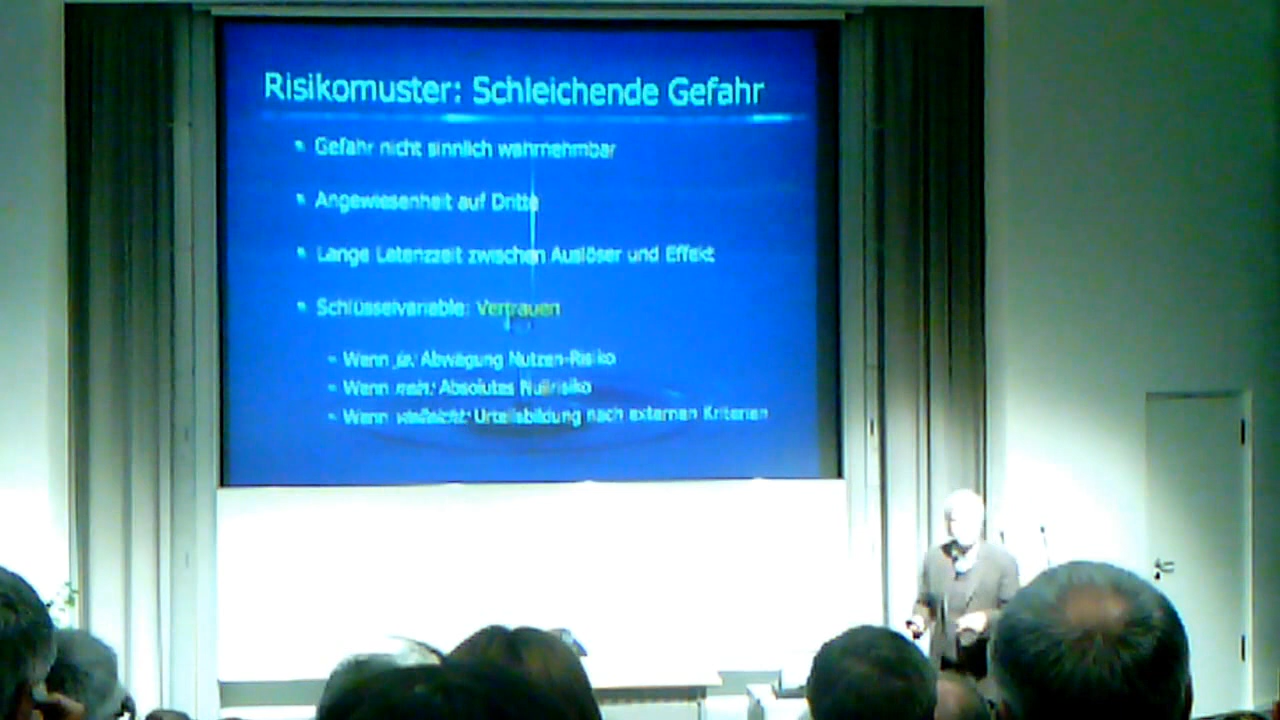 Risikomuster: Schleichende Gefahr
Gefahr nicht sinnlich wahrnehmbar
Angewiesenheit auf Dritte
Lange Latenzzeit zwischen Auslöser und Effekt
Schlüsselvariable: Vertrauen
- Wenn ja: Abwägung Nutzen-Risiko
- Wenn nein: Absolutes Nullrisiko
- Wenn vielleicht: Urteilsbildung nach externen Kriterien